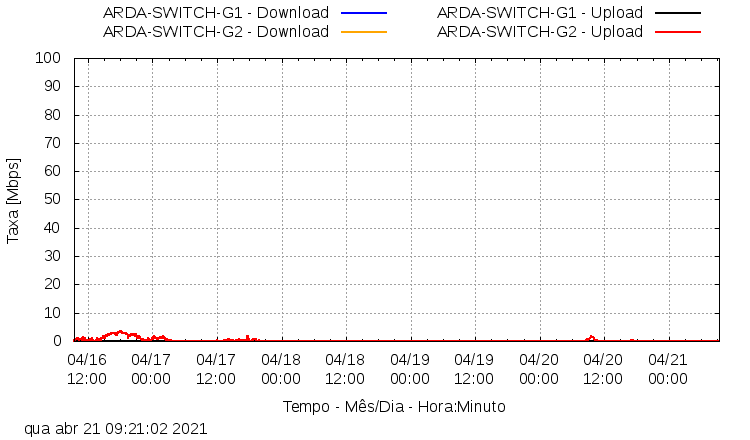 ARDA-SWITCH-G1 - Download
ARDA-SWITCH-G1 - Upload
ARDA-SWITCH-G2 - Download
ARDA-SWITCH-G2 - Upload
100
90
80
70
60
50
40
30
20
10
0
Taxa [Mbps]
04/16 04/17 04/17 04/18 04/18 04/19 04/19 04/20 04/20 04/21
12:00 00:00 12:00 00:00 12:00 00:00 12:00 00:00 12:00 00:00
Tempo - Mês/Dia - Hora:Minuto
qua abr 21 09:21:02 2021